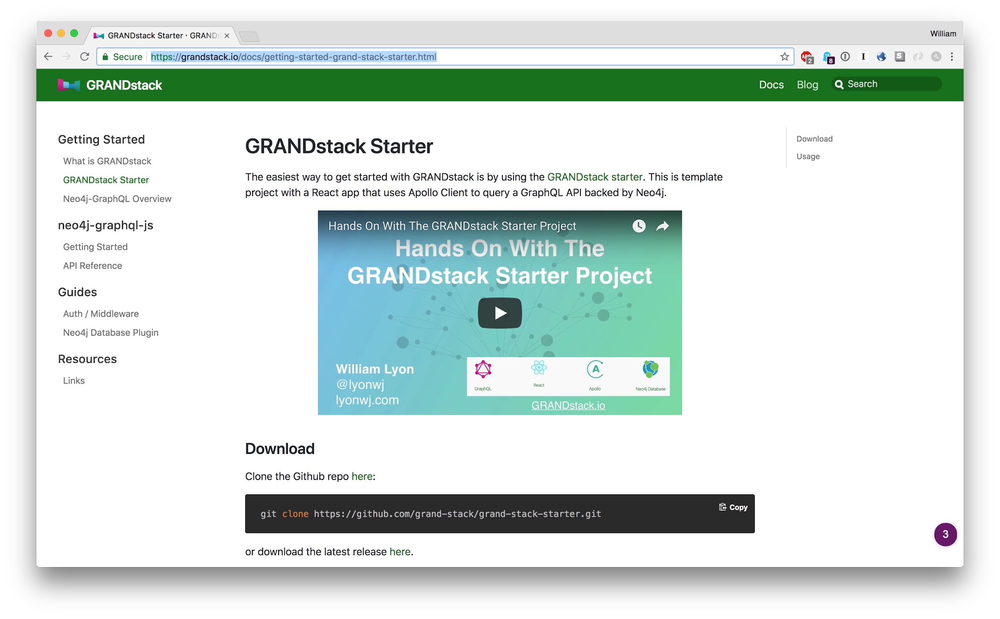 GRANDstack Starter · GRANDs
William
Secure
https://grandstack.io/docs/getting-started-grand-stack-starter.html
ABP
2
8
I
S
GRANDstack
Docs
Blog
Search
Getting Started
What is GRANDstack
GRANDstack Starter
Neo4j-GraphQL Overview
neo4j-graphql-js
Getting Started
API Reference
Guides
Auth / Middleware
Neo4j Database Plugin
Resources
Links
GRANDstack Starter
The easiest way to get started with GRANDstack is by using the GRANDstack starter. This is template
project with a React app that uses Apollo Client to query a GraphQL API backed by Neo4j.
Hands On With The GRANDstack Starter Project
Hands On With The
GRANDstack Starter Project
William Lyon
@lyonwj
lyonwj.com
GraphQL
React
A
Apollo
Neo4j Database
GRANDstack.io
Download
Clone the Github repo here:
git clone https://github.com/grand-stack/grand-stack-starter.git
Copy
or download the latest release here.
Download
Usage
3